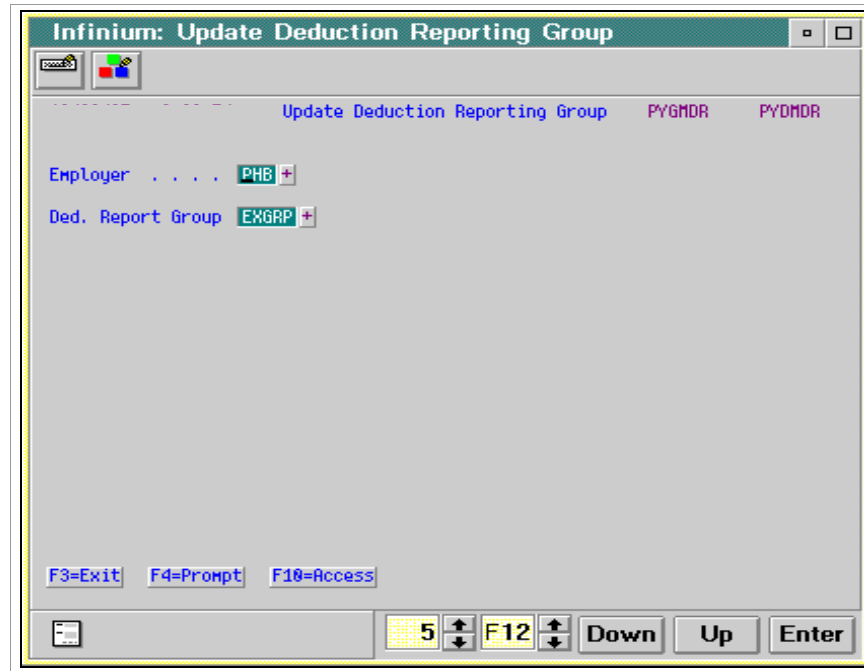 Infinium: Update Deduction Reporting Group
Update Deduction Reporting Group PYGMDR PYDMDR
Employer . . . . PHB +
Ded. Report Group EXGRP +
F3=Exit F4=Prompt F10=Access
5 F12 Down Up Enter